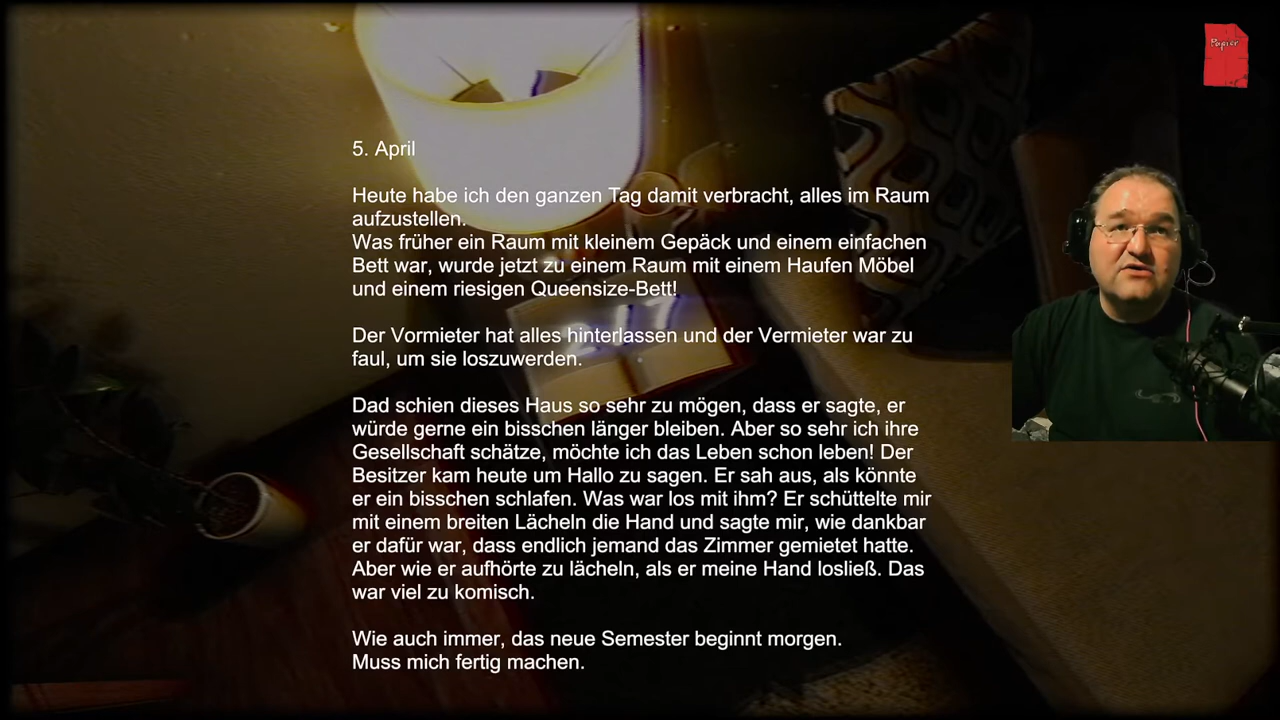 Papier
5. April
Heute habe ich den ganzen Tag damit verbracht, alles im Raum
aufzustellen.
Was früher ein Raum mit kleinem Gepäck und einem einfachen
Bett war, wurde jetzt zu einem Raum mit einem Haufen Möbel
und einem riesigen Queensize-Bett!
Der Vormieter hat alles hinterlassen und der Vermieter war zu
faul, um sie loszuwerden.
Dad schien dieses Haus so sehr zu mögen, dass er sagte, er
würde gerne ein bisschen länger bleiben. Aber so sehr ich ihre
Gesellschaft schätze, möchte ich das Leben schon leben! Der
Besitzer kam heute um Hallo zu sagen. Er sah aus, als könnte
er ein bisschen schlafen. Was war los mit ihm? Er schüttelte mir
mit einem breiten Lächeln die Hand und sagte mir, wie dankbar
er dafür war, dass endlich jemand das Zimmer gemietet hatte.
Aber wie er aufhörte zu lächeln, als er meine Hand losließ. Das
war viel zu komisch.
Wie auch immer, das neue Semester beginnt morgen.
Muss mich fertig machen.